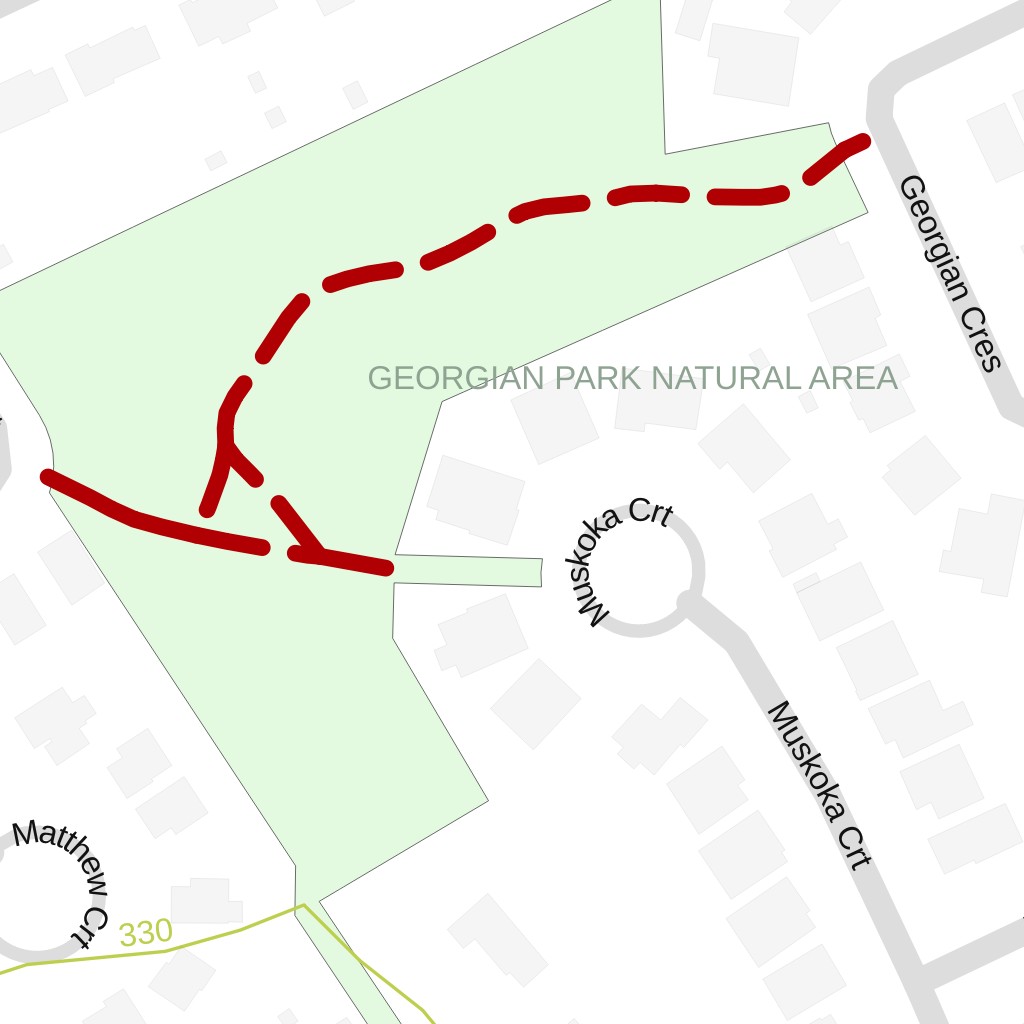 Georgian Cres
GEORGIAN PARK NATURAL AREA
Muskoka Crt
Muskoka Crt
Matthew Crt
330